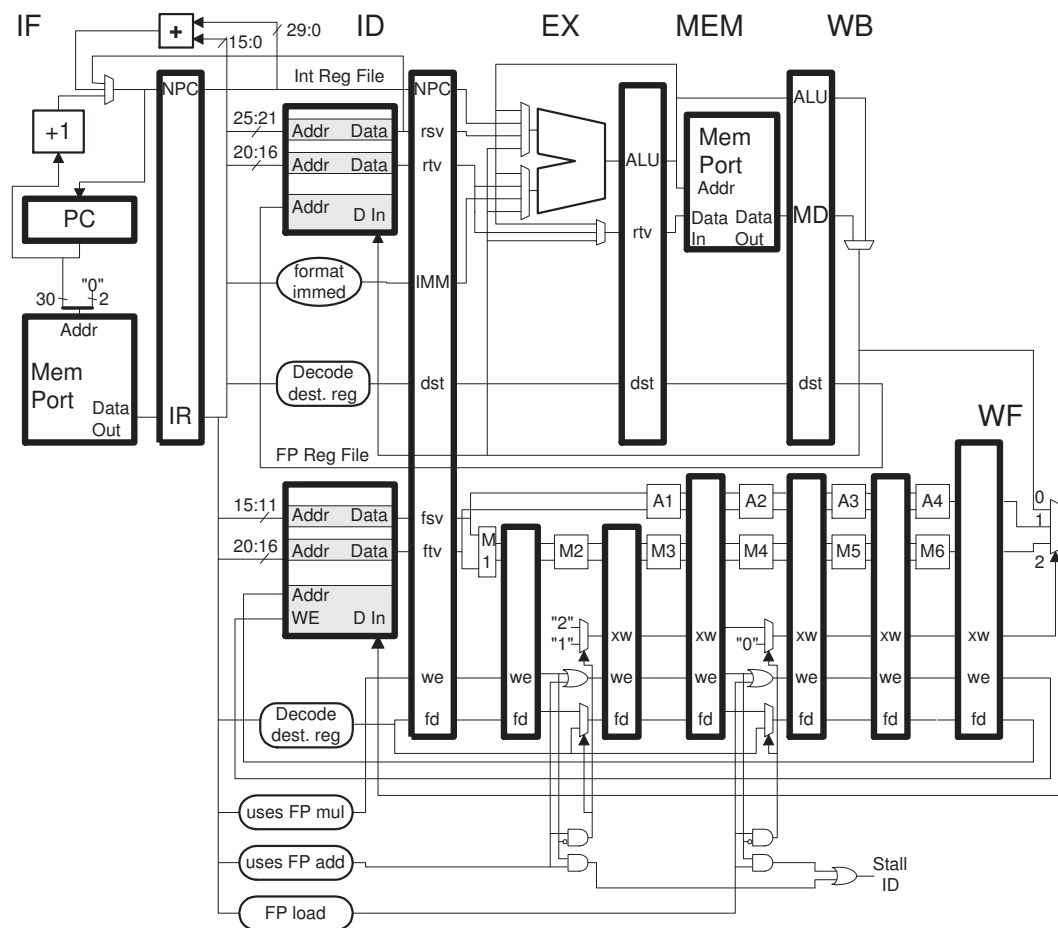 IF
ID
EX
MEM
WB
+
29:0
15:0
NPC
Int Reg File
NPC
ALU
+1
25:21
Addr
Data
rsv
Mem
Port
20:16
Addr
Data
rtv
ALU
Addr
PC
Addr
D In
rtv
Data
In
Data
Out
MD
format
immed
IMM
30
"0"
2
Addr
Mem
Port
Data
Out
IR
Decode
dest. reg
dst
dst
dst
WF
FP Reg File
15:11
Addr
Data
fsv
A1
A2
A3
A4
0
1
2
20:16
Addr
Data
ftv
M
1
M2
M3
M4
M5
M6
Addr
WE
D In
"2"
"1"
xw
xw
"0"
xw
xw
xw
we
we
we
we
we
we
we
Decode
dest. reg
fd
fd
fd
fd
fd
fd
fd
uses FP mul
uses FP add
FP load
Stall
ID